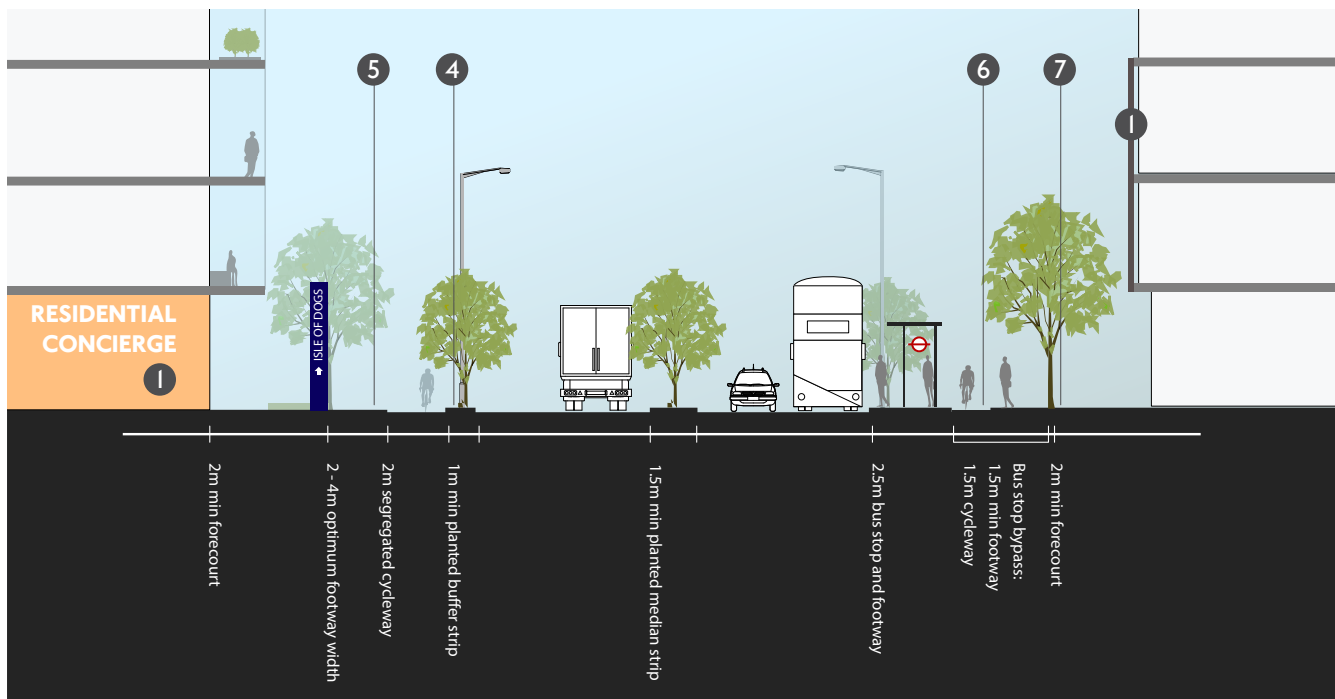 5
4
6
7
1
ISLE OF DOGS
RESIDENTIAL
CONCIERGE
1
2m min forecourt
2 - 4m optimum footway width
2m segregated cycleway
1m min planted buffer strip
1.5m min planted median strip
2.5m bus stop and footway
Bus stop bypass:
1.5m min footway
1.5m cycleway
2m min forecourt